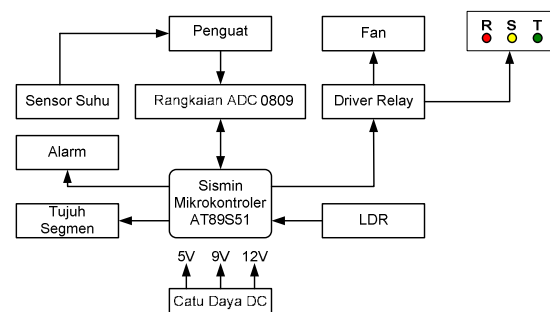 Penguat
Fan
R S T
Sensor Suhu
Rangkaian ADC 0809
Driver Relay
Alarm
Sismin
Mikrokontroler
AT89S51
Tujuh
Segmen
LDR
5V 9V 12V
Catu Daya DC